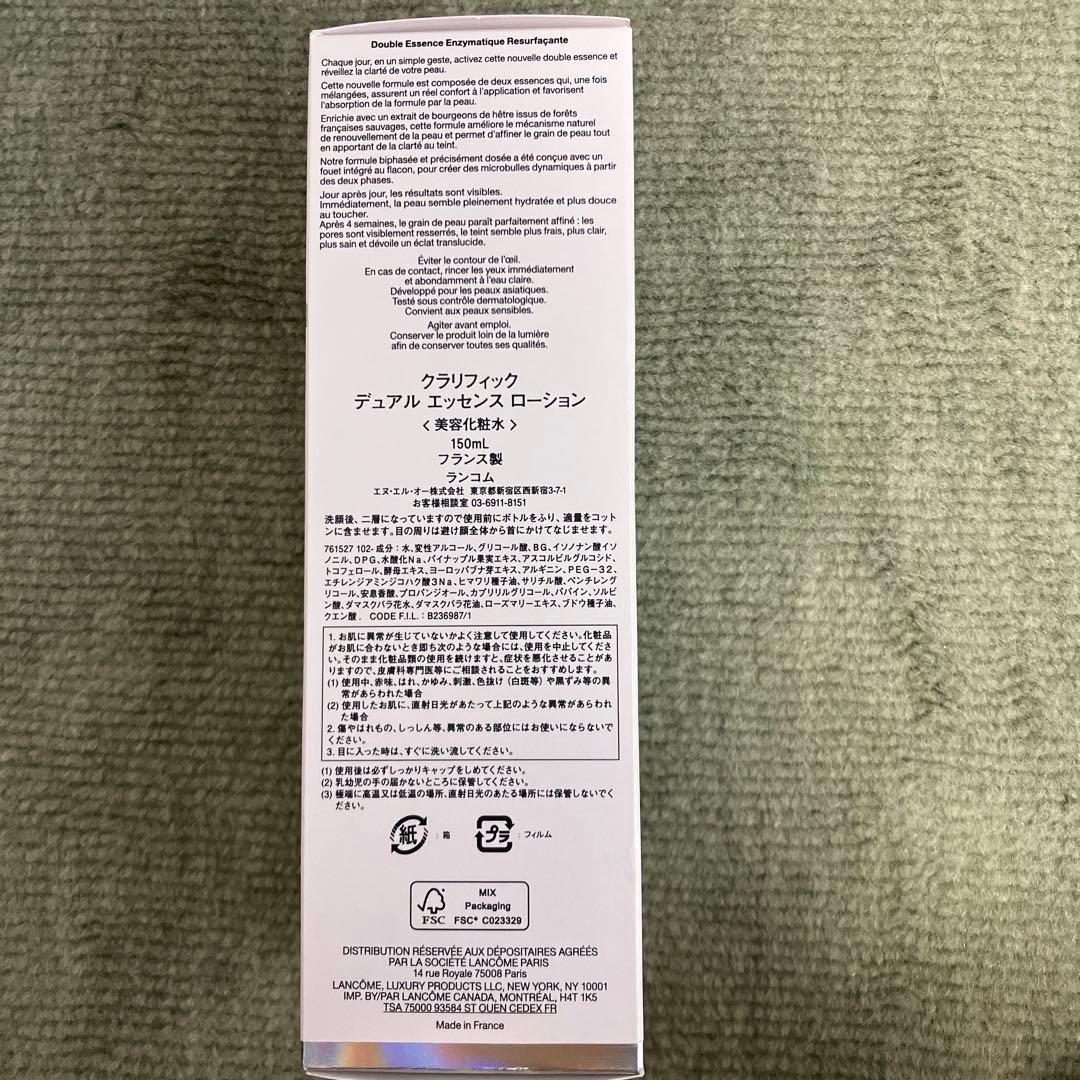 Double Essence Enzymatique Resurfaçante
Chaque jour, en un simple geste, activez cette nouvelle double essence et
réveillez la clarté de votre peau.
Cette nouvelle formule est composée de deux essences qui, une fois
mélangées, assurent un réel confort à l'application et favorisent
l'absorption de la formule par la peau.
Enrichie avec un extrait de bourgeons de hêtre issus de forêts
françaises sauvages, cette formule améliore le mécanisme naturel
de renouvellement de la peau et permet d'affiner le grain de peau tout
en apportant de la clarté au teint.
Notre formule biphasée et précisément dosée a été conçue avec un
fouet intégré au flacon, pour créer des microbulles dynamiques à partir
des deux phases.
Jour après jour, les résultats sont visibles.
Immédiatement, la peau semble pleinement hydratée et plus douce
au toucher.
Après 4 semaines, le grain de peau paraît parfaitement affiné : les
pores sont visiblement resserrés, le teint semble plus frais, plus clair,
plus sain et dévoile un éclat translucide.
Éviter le contour de l'œil.
En cas de contact, rincer les yeux immédiatement
et abondamment à l'eau claire.
Développé pour les peaux asiatiques.
Testé sous contrôle dermatologique.
Convient aux peaux sensibles.
Agiter avant emploi.
Conserver le produit loin de la lumière
afin de conserver toutes ses qualités.
クラリフィック
デュアル エッセンス ローション
〈 美容化粧水 〉
150mL
フランス製
ランコム
エヌ・エル・オー株式会社 東京都新宿区西新宿3-7-1
お客様相談室 03-6911-8151
洗顔後、二層になっていますので使用前にボトルをふり、適量をコット
ンに含ませます。目の周りは避け顔全体から首にかけてなじませます。
761527 102- 成分：水、変性アルコール、グリコール酸、BG、イソノナン酸イソ
ノニル、DPG、水酸化Na、パイナップル果実エキス、アスコルビルグルコシド、
トコフェロール、酵母エキス、ヨーロッパブナ芽エキス、アルギニン、PEG-32、
エチレンジアミンジコハク酸3Na、ヒマワリ種子油、サリチル酸、ペンチレング
リコール、安息香酸、プロパンジオール、カプリリルグリコール、パパイン、ソルビ
ン酸、ダマスクバラ花水、ダマスクバラ花油、ローズマリーエキス、ブドウ種子油、
クエン酸． CODE F.I.L. : B236987/1
1. お肌に異常が生じていないかよく注意して使用してください。化粧品
がお肌に合わないとき即ち次のような場合には、使用を中止してくださ
い。そのまま化粧品類の使用を続けますと、症状を悪化させることがあ
りますので、皮膚科専門医等にご相談されることをおすすめします。
(1) 使用中、赤味、はれ、かゆみ、刺激、色抜け（白斑等）や黒ずみ等の異
常があらわれた場合
(2) 使用したお肌に、直射日光があたって上記のような異常があらわれ
た場合
2. 傷やはれもの、しっしん等、異常のある部位にはお使いにならないで
ください。
3. 目に入った時は、すぐに洗い流してください。
(1) 使用後は必ずしっかりキャップをしめてください。
(2) 乳幼児の手の届かないところに保管してください。
(3) 極端に高温又は低温の場所、直射日光のあたる場所には保管しないでく
ださい。
紙 : 箱 プラ : フィルム
MIX
Packaging
FSC FSC® C023329
DISTRIBUTION RÉSERVÉE AUX DÉPOSITAIRES AGRÉÉS
PAR LA SOCIÉTÉ LANCÔME PARIS
14 rue Royale 75008 Paris
LANCÔME, LUXURY PRODUCTS LLC, NEW YORK, NY 10001
IMP. BY/PAR LANCÔME CANADA, MONTRÉAL, H4T 1K5
TSA 75000 93584 ST OUEN CEDEX FR
Made in France